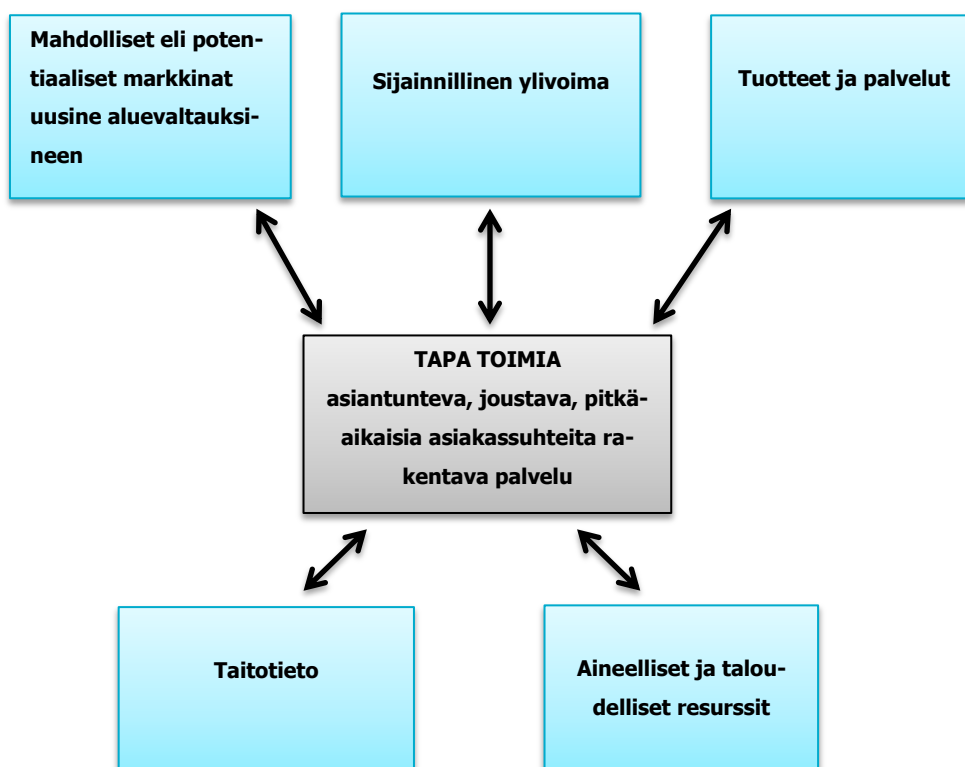 Mahdolliset eli poten-
tiaaliset markkinat
uusine aluevaltauksi-
neen
Sijainnillinen ylivoima
Tuotteet ja palvelut
TAPA TOIMIA
asiantunteva, joustava, pitkä-
aikaisia asiakassuhteita ra-
kentava palvelu
Taitotieto
Aineelliset ja talou-
delliset resurssit